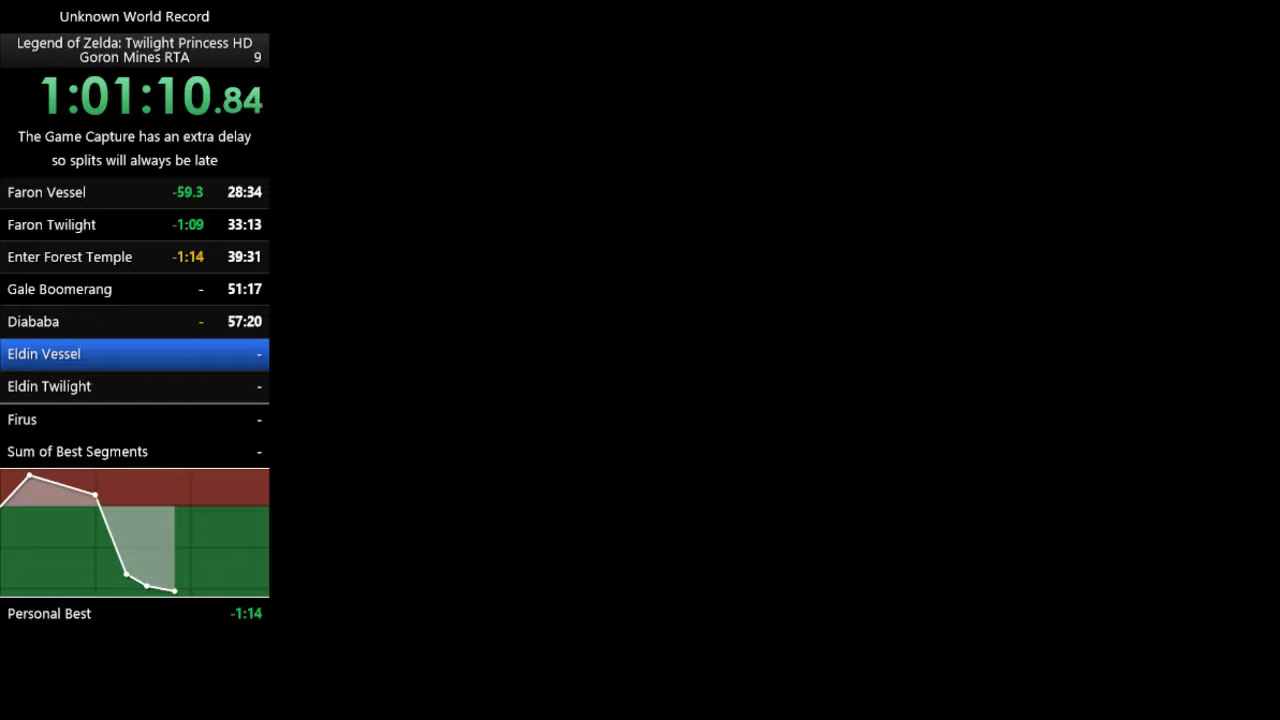 Unknown World Record
Legend of Zelda: Twilight Princess HD
Goron Mines RTA 9
1:01:10.84
The Game Capture has an extra delay
so splits will always be late
Faron Vessel -59.3 28:34
Faron Twilight -1:09 33:13
Enter Forest Temple -1:14 39:31
Gale Boomerang - 51:17
Diababa - 57:20
Eldin Vessel -
Eldin Twilight -
Firus -
Sum of Best Segments -
Personal Best -1:14